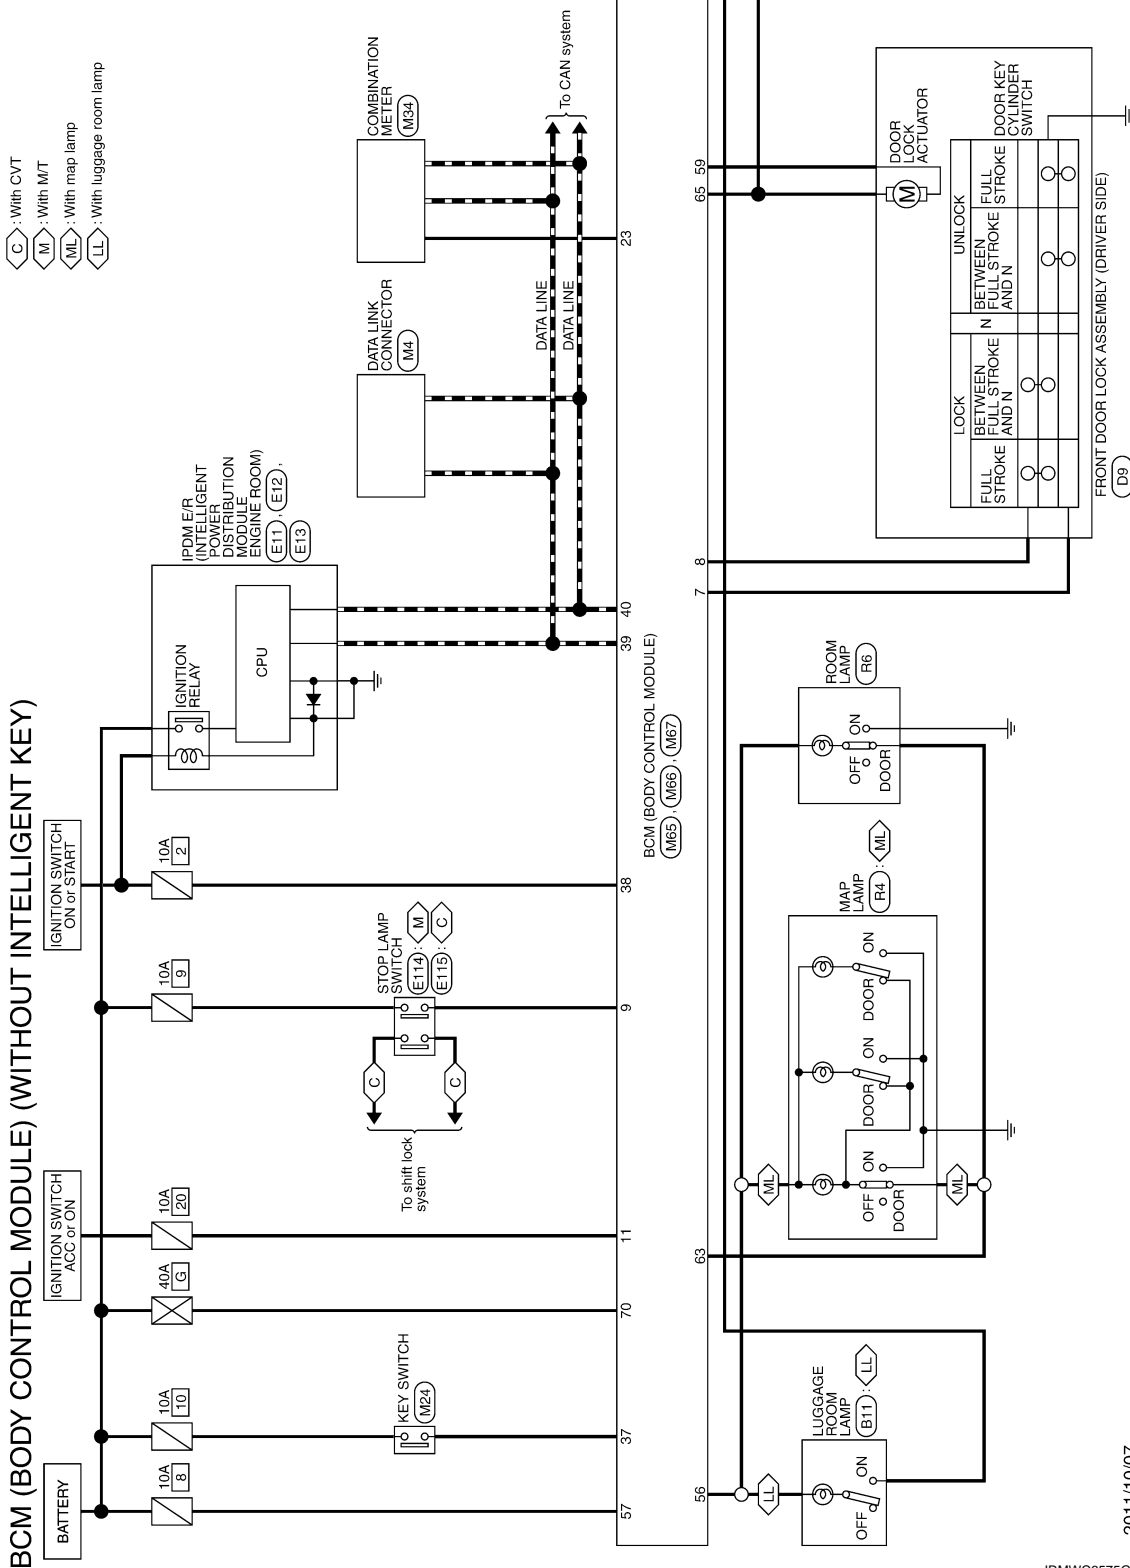 BCM (BODY CONTROL MODULE) (WITHOUT INTELLIGENT KEY)
C : With CVT
M : With M/T
ML : With map lamp
LL : With luggage room lamp
BATTERY
IGNITION SWITCH
ACC or ON
IGNITION SWITCH
ON or START
10A
8
10A
10
40A
G
10A
20
10A
9
10A
2
IGNITION
RELAY
CPU
IPDM E/R
(INTELLIGENT
POWER
DISTRIBUTION
MODULE
ENGINE ROOM)
E11 , E12 ,
E13
KEY SWITCH
M24
To shift lock
system
C
C
STOP LAMP
SWITCH
E114 : M
E115 : C
DATA LINK
CONNECTOR
M4
COMBINATION
METER
M34
DATA LINE
DATA LINE
To CAN system
57
37
70
11
9
38
39
40
23
BCM (BODY CONTROL MODULE)
M65 , M66 , M67
56
63
7
8
65
59
LL
LUGGAGE
ROOM
LAMP
B11 : LL
OFF
ON
ML
ML
MAP
LAMP
R4 : ML
OFF
ON
DOOR
DOOR
ON
DOOR
ON
ROOM
LAMP
R6
OFF
ON
DOOR
DOOR
LOCK
ACTUATOR
M
DOOR KEY
CYLINDER
SWITCH
LOCK
N
UNLOCK
FULL
STROKE
BETWEEN
FULL STROKE
AND N
BETWEEN
FULL STROKE
AND N
FULL
STROKE
FRONT DOOR LOCK ASSEMBLY (DRIVER SIDE)
D9